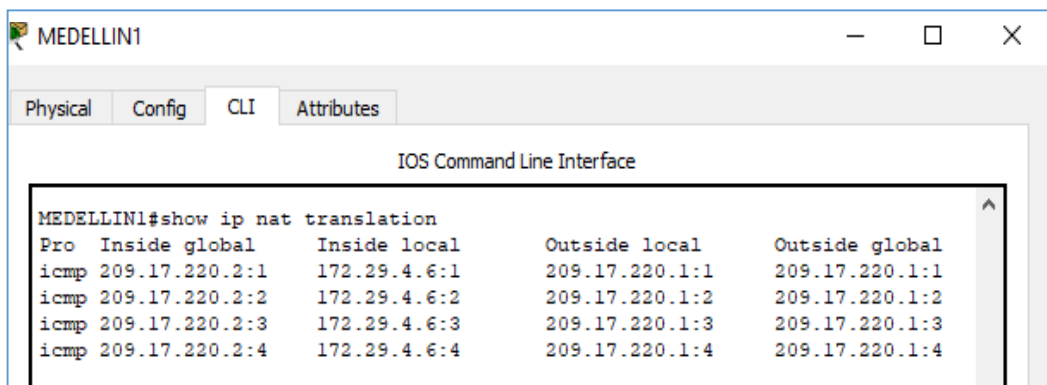 MEDELLIN1
Physical Config CLI Attributes
IOS Command Line Interface
MEDELLIN1#show ip nat translation
Pro Inside global Inside local Outside local Outside global
icmp 209.17.220.2:1 172.29.4.6:1 209.17.220.1:1 209.17.220.1:1
icmp 209.17.220.2:2 172.29.4.6:2 209.17.220.1:2 209.17.220.1:2
icmp 209.17.220.2:3 172.29.4.6:3 209.17.220.1:3 209.17.220.1:3
icmp 209.17.220.2:4 172.29.4.6:4 209.17.220.1:4 209.17.220.1:4